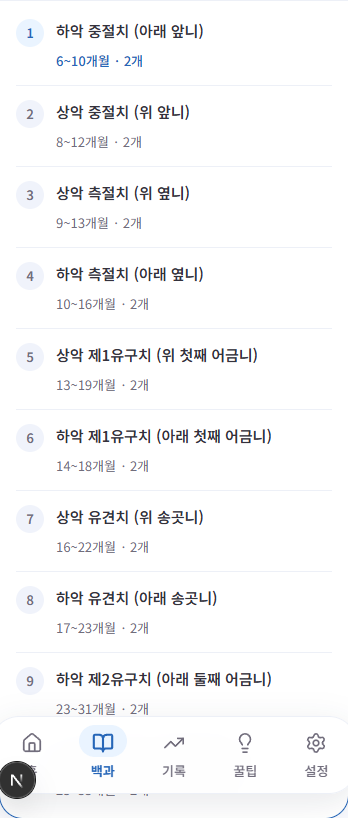 1
하악 중절치 (아래 앞니)
6~10개월 · 2개
2
상악 중절치 (위 앞니)
8~12개월 · 2개
3
상악 측절치 (위 옆니)
9~13개월 · 2개
4
하악 측절치 (아래 옆니)
10~16개월 · 2개
5
상악 제1유구치 (위 첫째 어금니)
13~19개월 · 2개
6
하악 제1유구치 (아래 첫째 어금니)
14~18개월 · 2개
7
상악 유견치 (위 송곳니)
16~22개월 · 2개
8
하악 유견치 (아래 송곳니)
17~23개월 · 2개
9
하악 제2유구치 (아래 둘째 어금니)
23~31개월 · 2개
백과 기록 꿀팁 설정
N